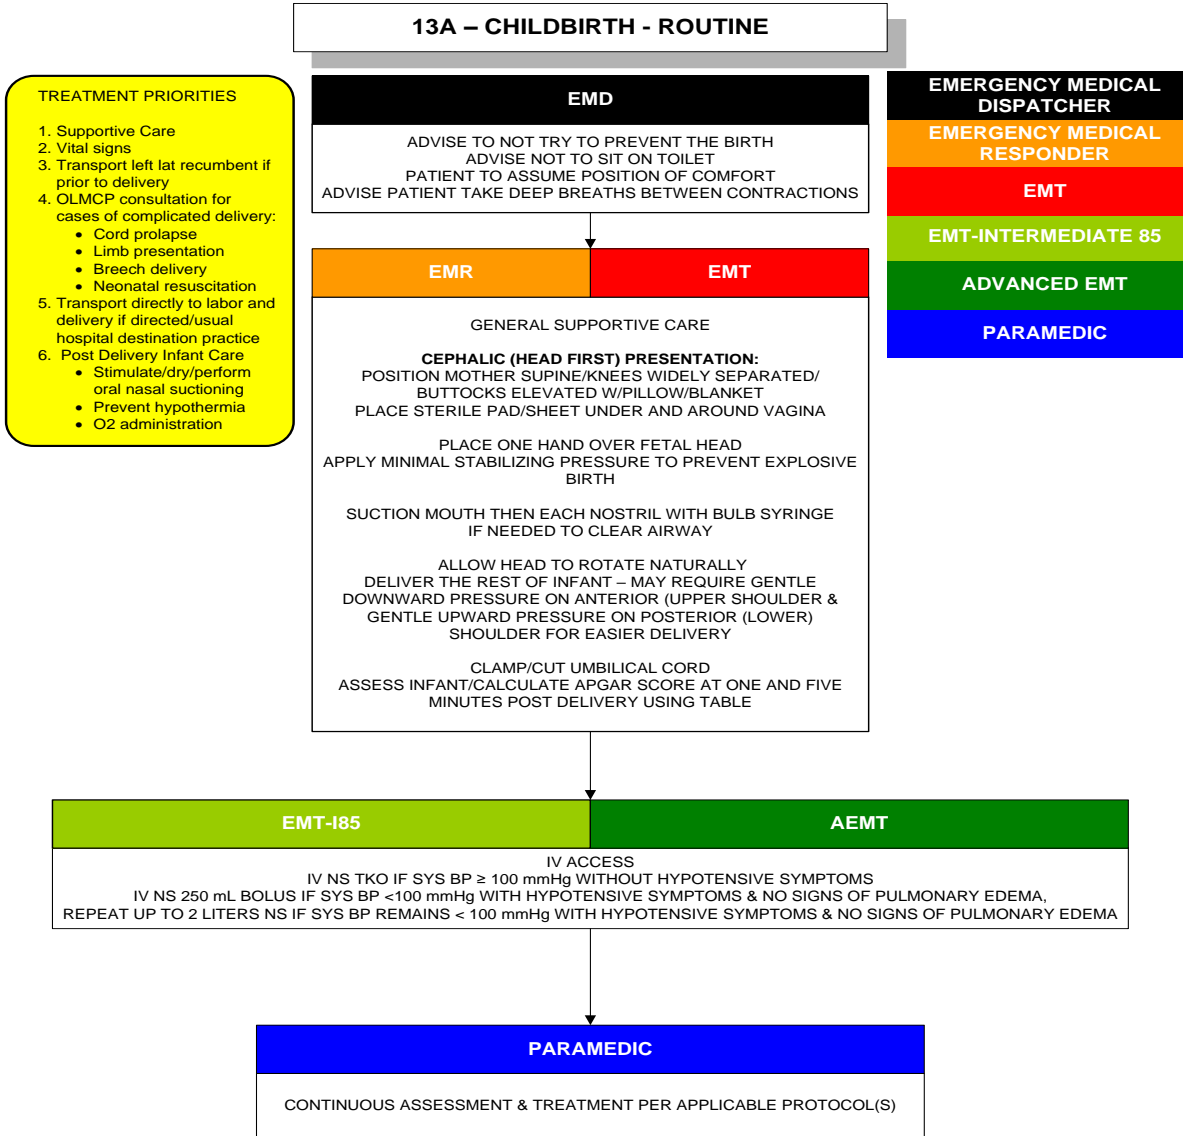 13A – CHILDBIRTH - ROUTINE
TREATMENT PRIORITIES
1. Supportive Care
2. Vital signs
3. Transport left lat recumbent if
prior to delivery
4. OLMCP consultation for
cases of complicated delivery:
• Cord prolapse
• Limb presentation
• Breech delivery
• Neonatal resuscitation
5. Transport directly to labor and
delivery if directed/usual
hospital destination practice
6. Post Delivery Infant Care
• Stimulate/dry/perform
oral nasal suctioning
• Prevent hypothermia
• O2 administration
EMD
ADVISE TO NOT TRY TO PREVENT THE BIRTH
ADVISE NOT TO SIT ON TOILET
PATIENT TO ASSUME POSITION OF COMFORT
ADVISE PATIENT TAKE DEEP BREATHS BETWEEN CONTRACTIONS
EMERGENCY MEDICAL
DISPATCHER
EMERGENCY MEDICAL
RESPONDER
EMT
EMT-INTERMEDIATE 85
ADVANCED EMT
PARAMEDIC
EMR
EMT
GENERAL SUPPORTIVE CARE
CEPHALIC (HEAD FIRST) PRESENTATION:
POSITION MOTHER SUPINE/KNEES WIDELY SEPARATED/
BUTTOCKS ELEVATED W/PILLOW/BLANKET
PLACE STERILE PAD/SHEET UNDER AND AROUND VAGINA
PLACE ONE HAND OVER FETAL HEAD
APPLY MINIMAL STABILIZING PRESSURE TO PREVENT EXPLOSIVE
BIRTH
SUCTION MOUTH THEN EACH NOSTRIL WITH BULB SYRINGE
IF NEEDED TO CLEAR AIRWAY
ALLOW HEAD TO ROTATE NATURALLY
DELIVER THE REST OF INFANT – MAY REQUIRE GENTLE
DOWNWARD PRESSURE ON ANTERIOR (UPPER SHOULDER &
GENTLE UPWARD PRESSURE ON POSTERIOR (LOWER)
SHOULDER FOR EASIER DELIVERY
CLAMP/CUT UMBILICAL CORD
ASSESS INFANT/CALCULATE APGAR SCORE AT ONE AND FIVE
MINUTES POST DELIVERY USING TABLE
EMT-I85
AEMT
IV ACCESS
IV NS TKO IF SYS BP ≥ 100 mmHg WITHOUT HYPOTENSIVE SYMPTOMS
IV NS 250 mL BOLUS IF SYS BP <100 mmHg WITH HYPOTENSIVE SYMPTOMS & NO SIGNS OF PULMONARY EDEMA,
REPEAT UP TO 2 LITERS NS IF SYS BP REMAINS < 100 mmHg WITH HYPOTENSIVE SYMPTOMS & NO SIGNS OF PULMONARY EDEMA
PARAMEDIC
CONTINUOUS ASSESSMENT & TREATMENT PER APPLICABLE PROTOCOL(S)